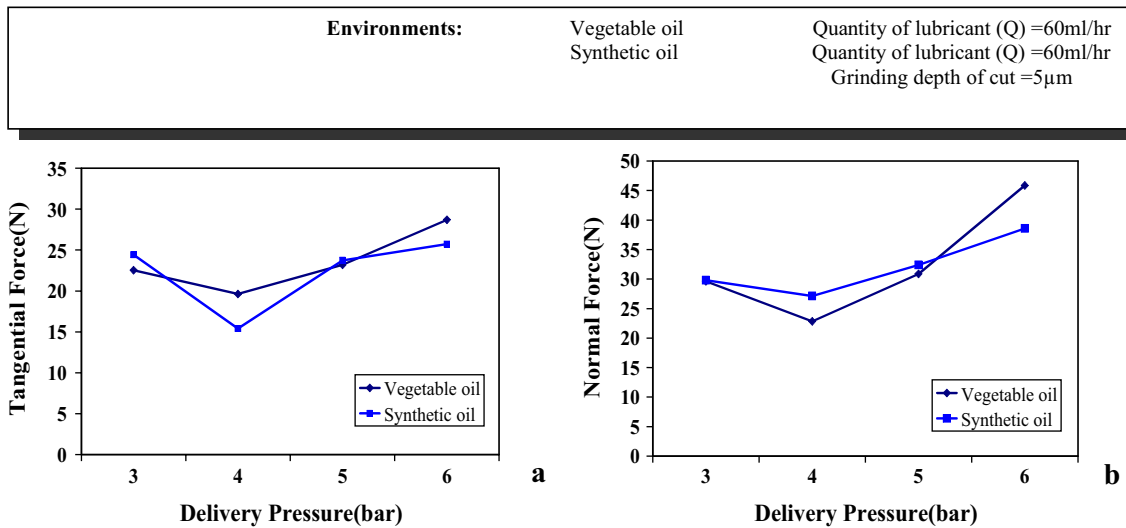 Environments: Vegetable oil Quantity of lubricant (Q) =60ml/hr
Synthetic oil Quantity of lubricant (Q) =60ml/hr
Grinding depth of cut =5µm
35
30
25
20
15
10
5
0
Tangential Force(N)
Vegetable oil
Synthetic oil
3 4 5 6
Delivery Pressure(bar)
a
50
45
40
35
30
25
20
15
10
5
0
Normal Force(N)
Vegetable oil
Synthetic oil
3 4 5 6
Delivery Pressure(bar)
b